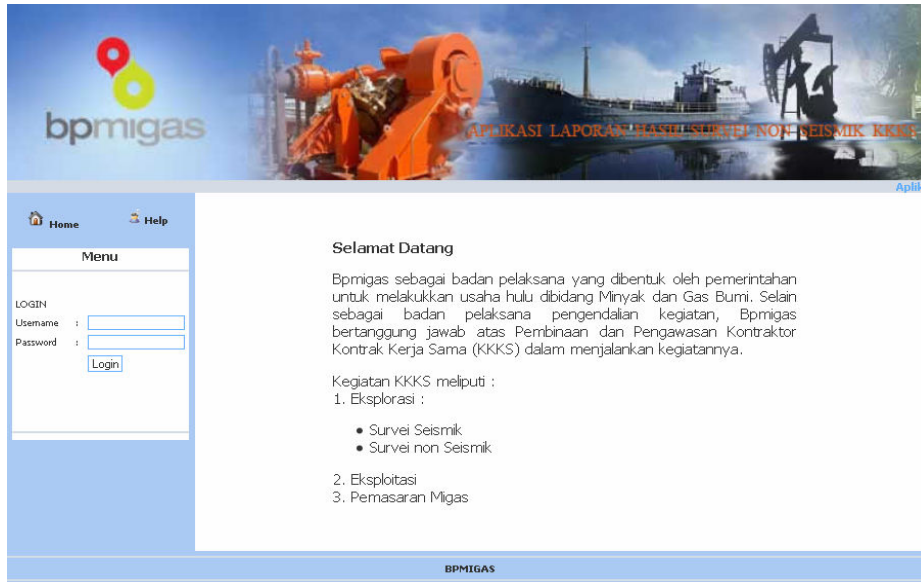 bpmigas
APLIKASI LAPORAN HASIL SURVEI NON SEISMIK KKKS
Aplik
Home Help
Menu
LOGIN
Username :
Password :
Login
Selamat Datang
Bpmigas sebagai badan pelaksana yang dibentuk oleh pemerintahan
untuk melakukkan usaha hulu dibidang Minyak dan Gas Bumi. Selain
sebagai badan pelaksana pengendalian kegiatan, Bpmigas
bertanggung jawab atas Pembinaan dan Pengawasan Kontraktor
Kontrak Kerja Sama (KKKS) dalam menjalankan kegiatannya.
Kegiatan KKKS meliputi :
1. Eksplorasi :
• Survei Seismik
• Survei non Seismik
2. Eksploitasi
3. Pemasaran Migas
BPMIGAS